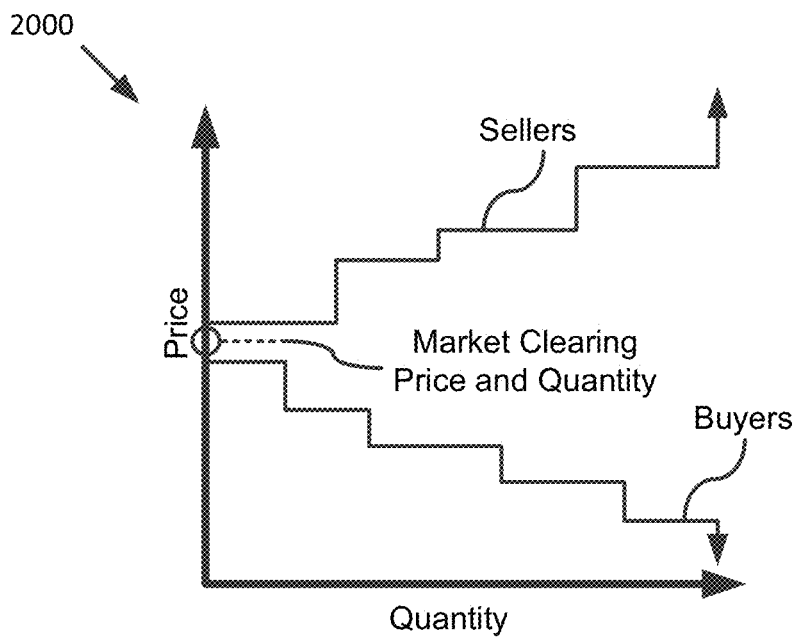 2000
Sellers
Price
Market Clearing
Price and Quantity
Buyers
Quantity